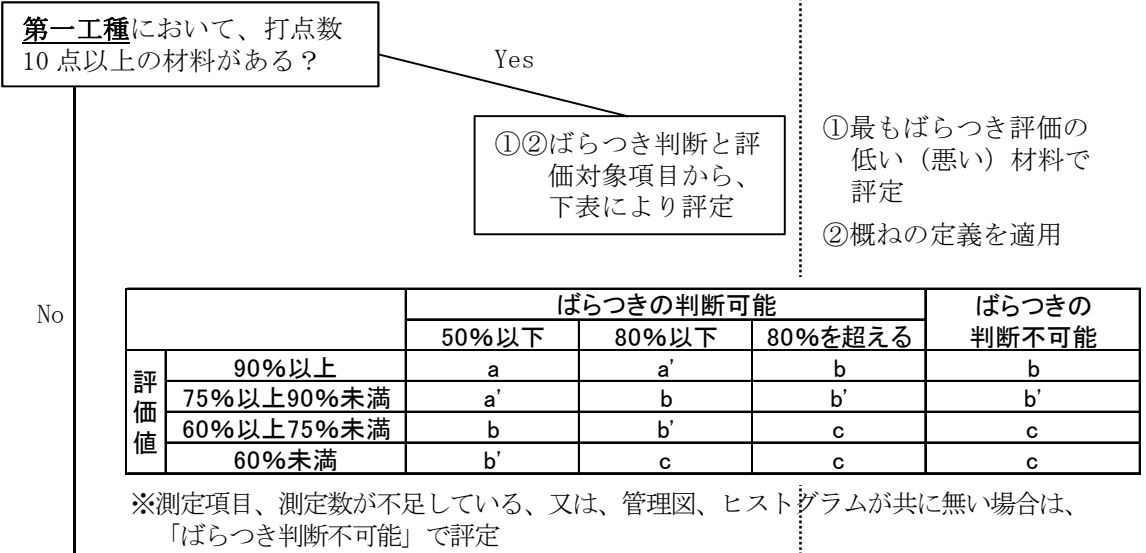 第一工種において、打点数
10 点以上の材料がある？
Yes
①②ばらつき判断と評
価対象項目から、
下表により評定
①最もばらつき評価の
低い（悪い）材料で
評定
②概ねの定義を適用
No
ばらつきの判断可能 ばらつきの
50%以下 80%以下 80%を超える 判断不可能
評価値
90%以上 a a' b b
75%以上90%未満 a' b b' b'
60%以上75%未満 b b' c c
60%未満 b' c c c
※測定項目、測定数が不足している、又は、管理図、ヒストグラムが共に無い場合は、
「ばらつき判断不可能」で評定